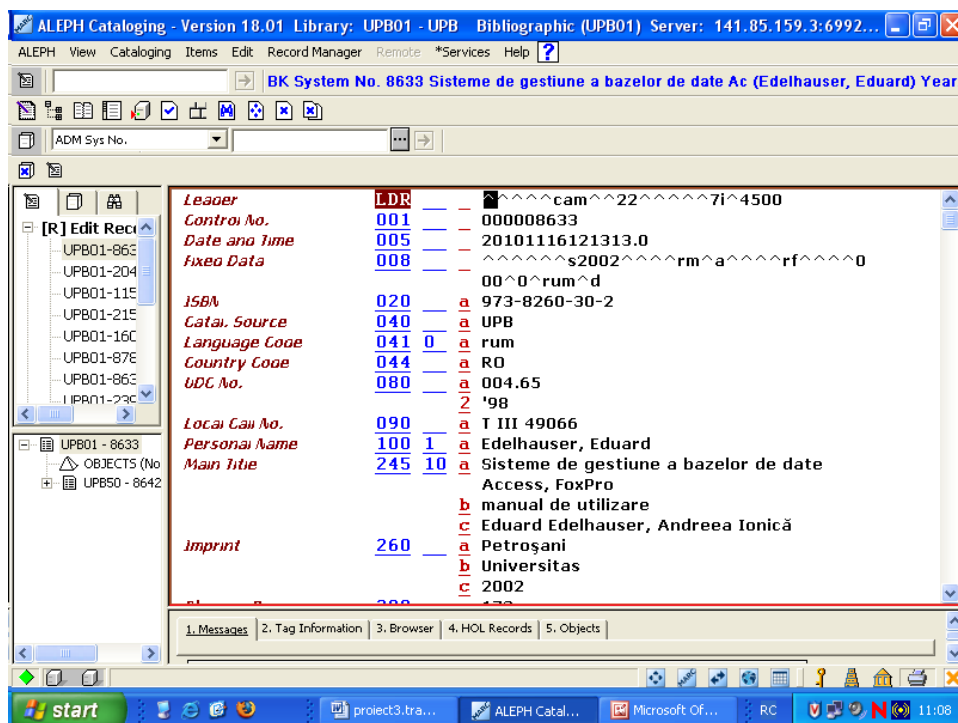 ALEPH Cataloging - Version 18.01 Library: UPB01 - UPB Bibliographic (UPB01) Server: 141.85.159.3:6992...
ALEPH View Cataloging Items Edit Record Manager Remote *Services Help ?
BK System No. 8633 Sisteme de gestiune a bazelor de date Ac (Edelhauser, Eduard) Year
ADM Sys No.
[R] Edit Reco
UPB01-863
UPB01-204
UPB01-115
UPB01-215
UPB01-160
UPB01-878
UPB01-863
UPB01-239
UPB01 - 8633
OBJECTS (No
UPB50 - 8642
Leader LDR ^^^^^cam^^22^^^^^7i^4500
Control No. 001 000008633
Date and Time 005 20101116121313.0
Fixed Data 008 ^^^^^^s2002^^^^rm^a^^^^rf^^^^0
00^0^rum^d
ISBN 020 a 973-8260-30-2
Catal. Source 040 a UPB
Language Code 041 0 a rum
Country Code 044 a RO
UDC No. 080 a 004.65
2 '98
Local Call No. 090 a T III 49066
Personal Name 100 1 a Edelhauser, Eduard
Main Title 245 10 a Sisteme de gestiune a bazelor de date
Access, FoxPro
b manual de utilizare
c Eduard Edelhauser, Andreea Ionică
Imprint 260 a Petroşani
b Universitas
c 2002
1. Messages 2. Tag Information 3. Browser 4. HOL Records 5. Objects
start proiect3.tra... ALEPH Catal... Microsoft Of... RC 11:08